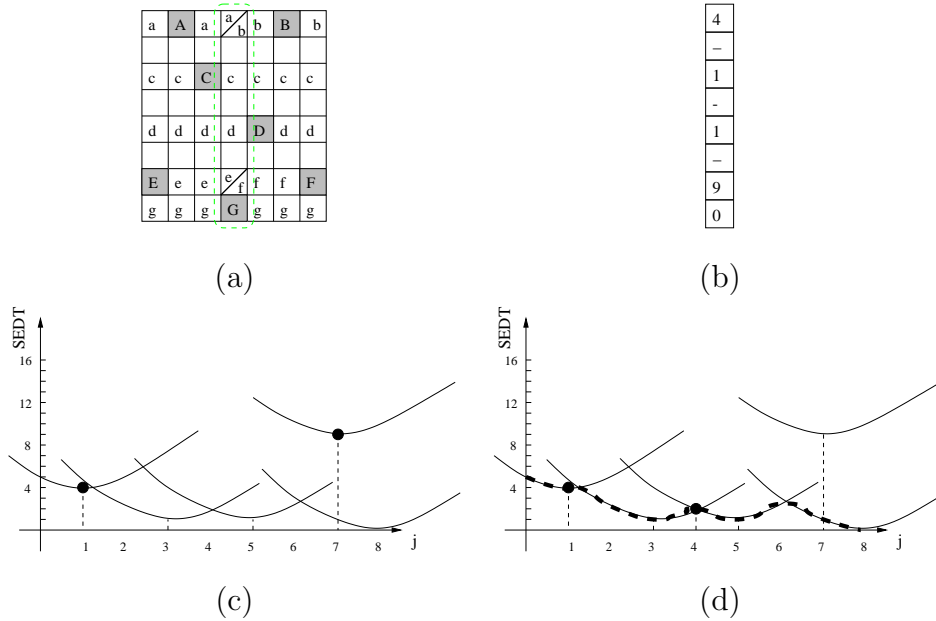 a A a a b b B b
4
–
1
-
1
–
9
0
c c C c c c c
d d d d D d d
E e e e f f f F
g g g G g g g
(a)
(b)
SEDT
16
12
8
4
1 2 3 4 5 6 7 8 j
(c)
SEDT
16
12
8
4
1 2 3 4 5 6 7 8 j
(d)